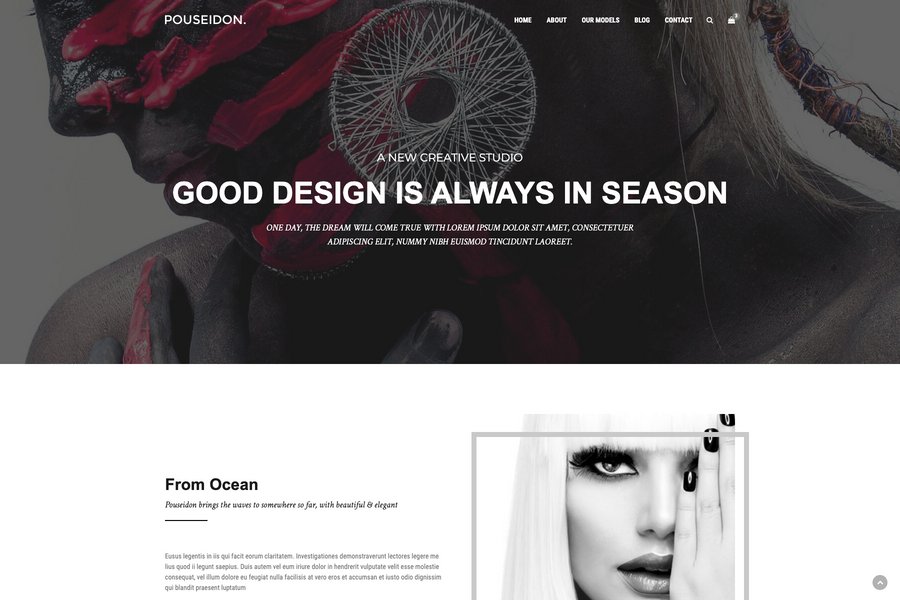 POUSEIDON.
HOME ABOUT OUR MODELS BLOG CONTACT
A NEW CREATIVE STUDIO
GOOD DESIGN IS ALWAYS IN SEASON
ONE DAY, THE DREAM WILL COME TRUE WITH LOREM IPSUM DOLOR SIT AMET, CONSECTETUER
ADIPISCING ELIT, NUMMY NIBH EUISMOD TINCIDUNT LAOREET.
From Ocean
Pouseidon brings the waves to somewhere so far, with beautiful & elegant
Eusus legentis in iis qui facit eorum claritatem. Investigationes demonstraverunt lectores legere me
lius quod ii legunt saepius. Duis autem vel eum iriure dolor in hendrerit vulputate velit esse molestie
consequat, vel illum dolore eu feugiat nulla facilisis at vero eros et accumsan et iusto odio dignissim
qui blandit praesent luptatum